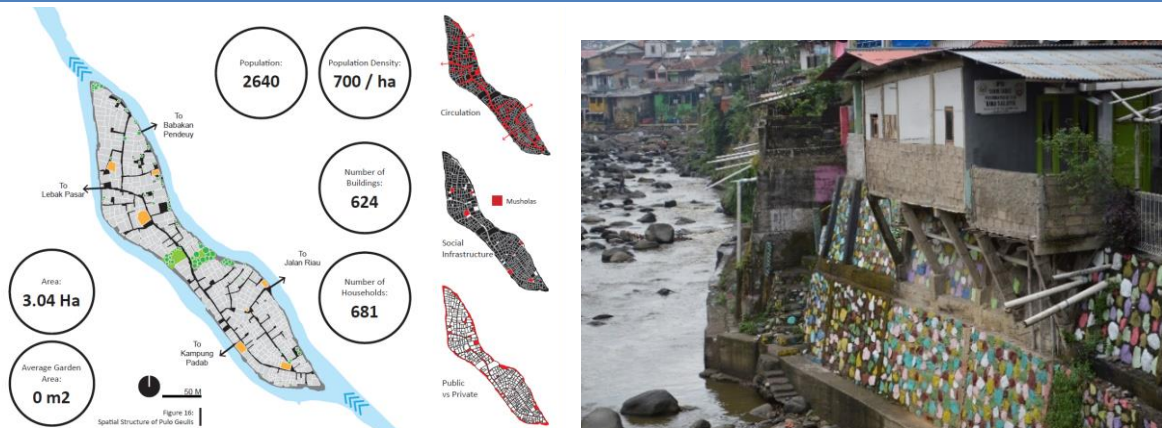 Population:
2640
Population Density:
700 / ha
Circulation
To
Babakan
Pendeuy
To
Lebak Pasar
Number of
Buildings:
624
Musholas
Social
Infrastructure
To
Jalan Riau
Area:
3.04 Ha
Number of
Households:
681
To
Kampung
Padab
Average Garden
Area:
0 m2
50 M
Public
vs Private
Figure 16:
Spatial Structure of Pulo Geulis